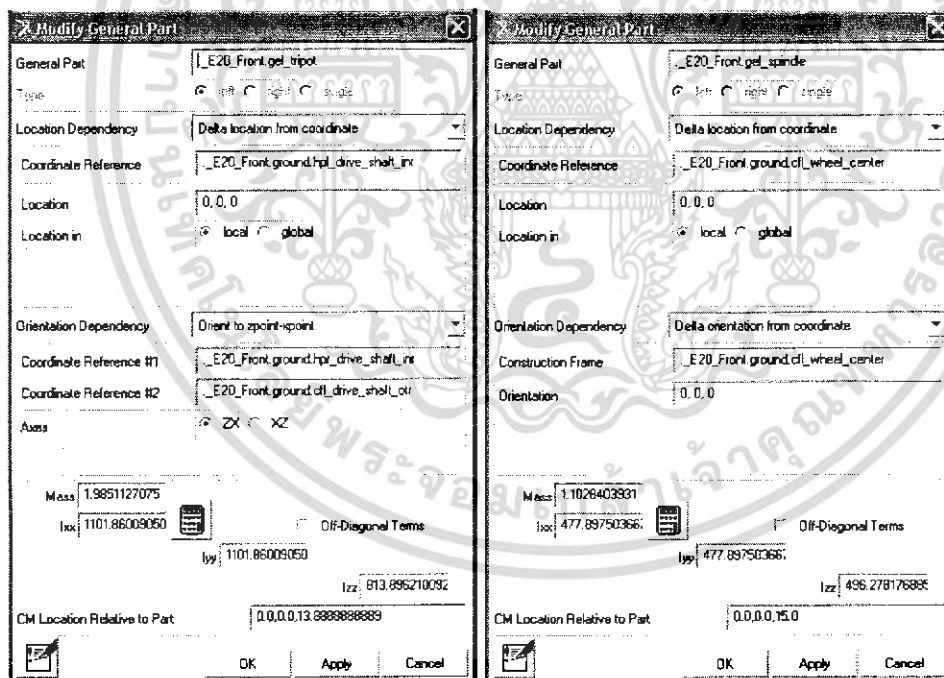 Modify General Part
General Part ._E20_Front.gel_tripot
Type left right single
Location Dependency Delta location from coordinate
Coordinate Reference ._E20_Front.ground.hpl_drive_shaft_inr
Location 0, 0, 0
Location in local global
Orientation Dependency Orient to zpoint-xpoint
Coordinate Reference #1 ._E20_Front.ground.hpr_drive_shaft_inr
Coordinate Reference #2 ._E20_Front.ground.cfl_drive_shaft_otr
Axes ZX XZ
Mass 1.9851127075
Ixx 1101.86009050
Off-Diagonal Terms
Iyy 1101.86009050
Izz 813.896210092
CM Location Relative to Part 0.0,0.0,13.8888888889
OK Apply Cancel
Modify General Part
General Part ._E20_Front.gel_spindle
Type left right single
Location Dependency Delta location from coordinate
Coordinate Reference ._E20_Front.ground.cfl_wheel_center
Location 0, 0, 0
Location in local global
Orientation Dependency Delta orientation from coordinate
Construction Frame ._E20_Front.ground.cfl_wheel_center
Orientation 0, 0, 0
Mass 1.1026403931
Ixx 477.897503667
Off-Diagonal Terms
Iyy 477.897503667
Izz 496.278176885
CM Location Relative to Part 0.0,0.0,15.0
OK Apply Cancel